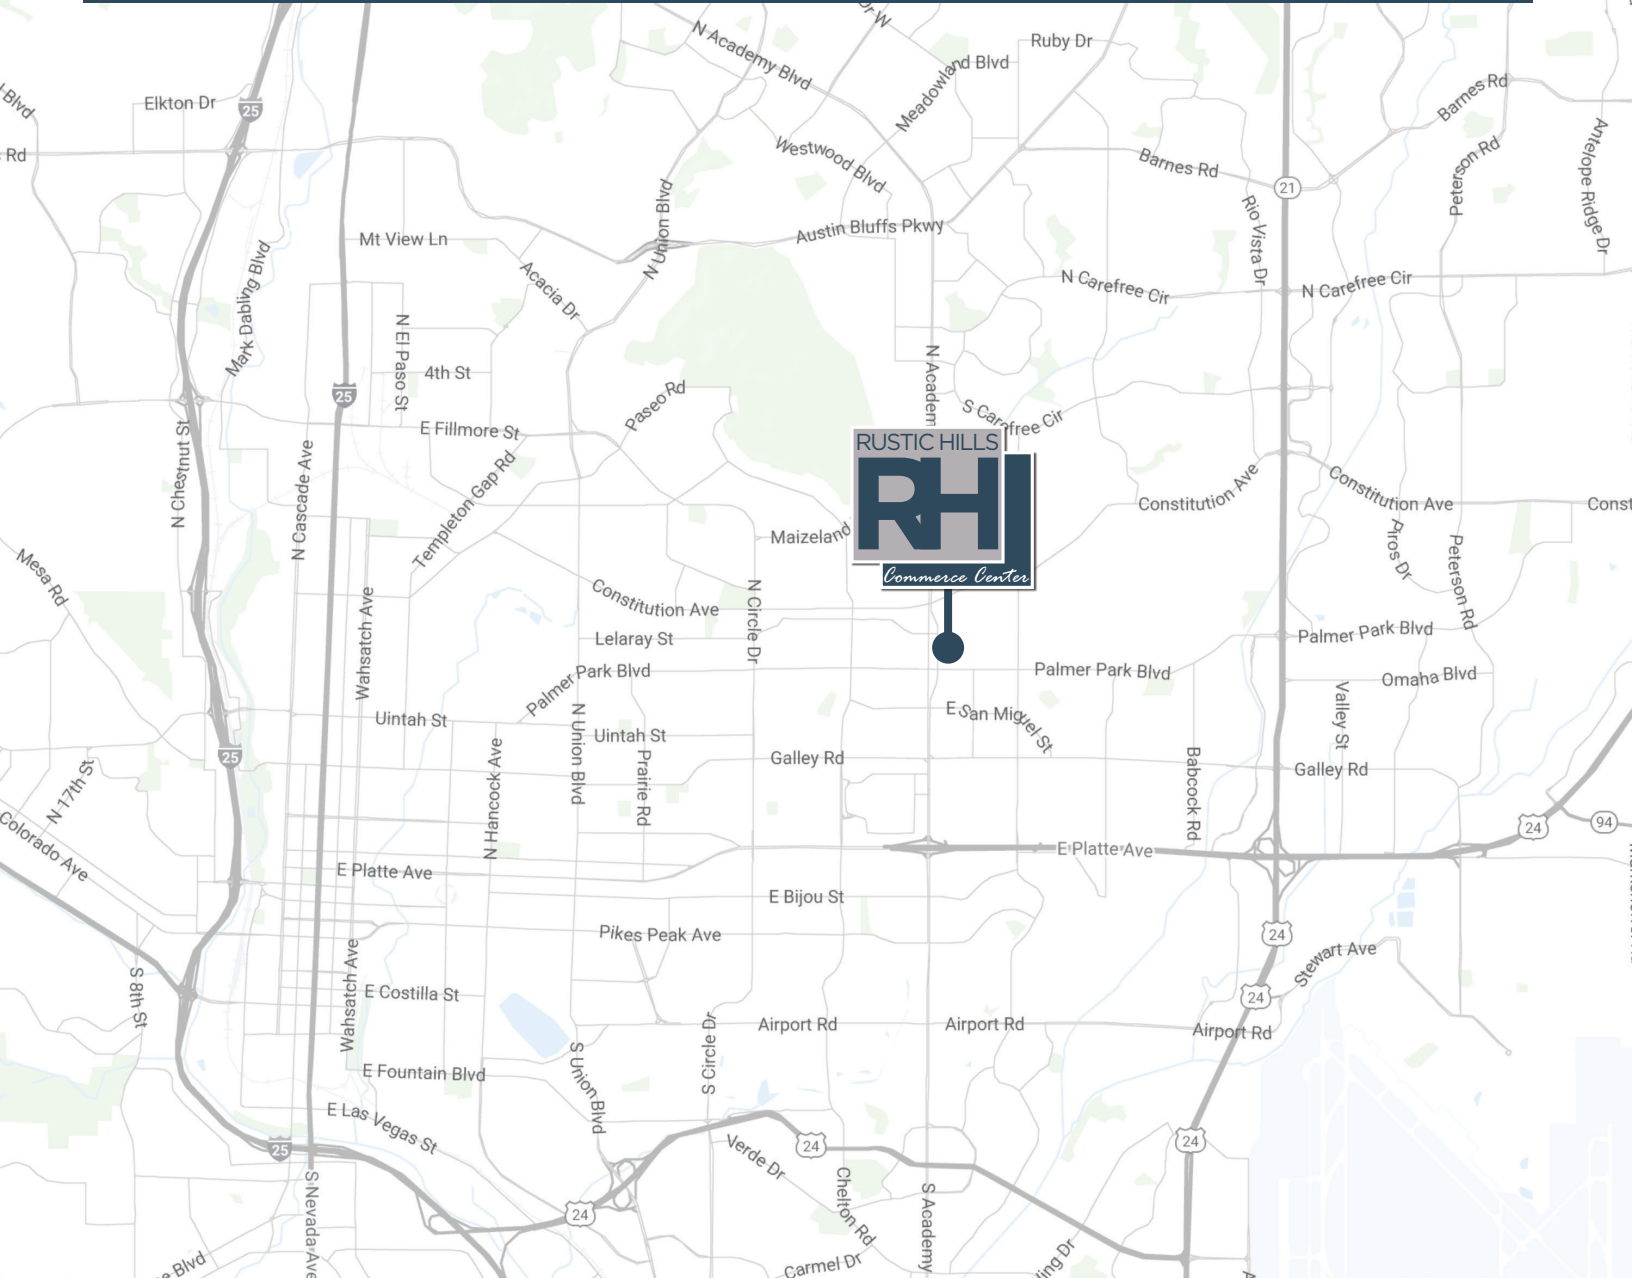 Dr W
N Academy Blvd
Ruby Dr
Meadowland Blvd
Barnes Rd
Blvd
Elkton Dr
25
Rd
Westwood Blvd
Barnes Rd
Peterson Rd
Antelope Ridge Dr
21
N Union Blvd
Rio Vista Dr
Austin Bluffs Pkwy
Mt View Ln
Mark Dabling Blvd
Acacia Dr
N Carefree Cir
N Carefree Cir
N El Paso St
4th St
25
Paseo Rd
N Academ
S Carefree Cir
E Fillmore St
N Chestnut St
N Cascade Ave
Templeton Gap Rd
RUSTIC HILLS
RH
Commerce Center
Constitution Ave
Constitution Ave
Const
Maizeland
Piros Dr
Peterson Rd
Mesa Rd
Wahsatch Ave
Constitution Ave
N Circle Dr
Lelaray St
Palmer Park Blvd
Palmer Park Blvd
Palmer Park Blvd
Omaha Blvd
Valley St
Uintah St
N Union Blvd
Uintah St
E San Miguel St
Galley Rd
Galley Rd
25
N 17th St
N Hancock Ave
Prairie Rd
Babcock Rd
24
94
Colorado Ave
E Platte Ave
E Platte Ave
E Bijou St
Pikes Peak Ave
24
Stewart Ave
S 8th St
Wahsatch Ave
E Costilla St
24
Airport Rd
Airport Rd
Airport Rd
S Circle Dr
S Union Blvd
E Fountain Blvd
E Las Vegas St
25
24
24
Verde Dr
Chelton Rd
S Academy
S Nevada Ave
24
Carmel Dr
ling Dr
e Blvd